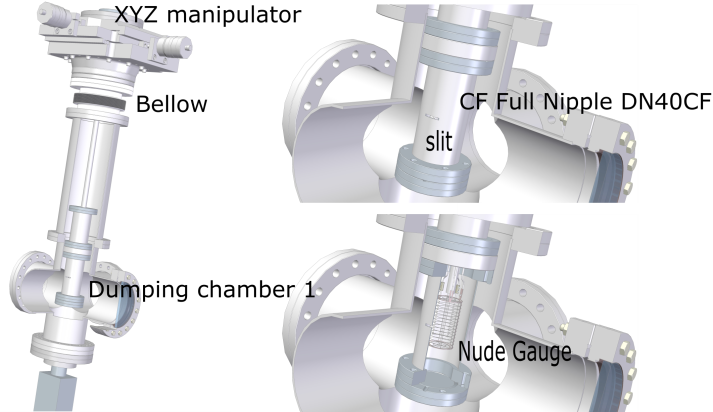 XYZ manipulator
Bellow
Dumping chamber 1
CF Full Nipple DN40CF
slit
Nude Gauge